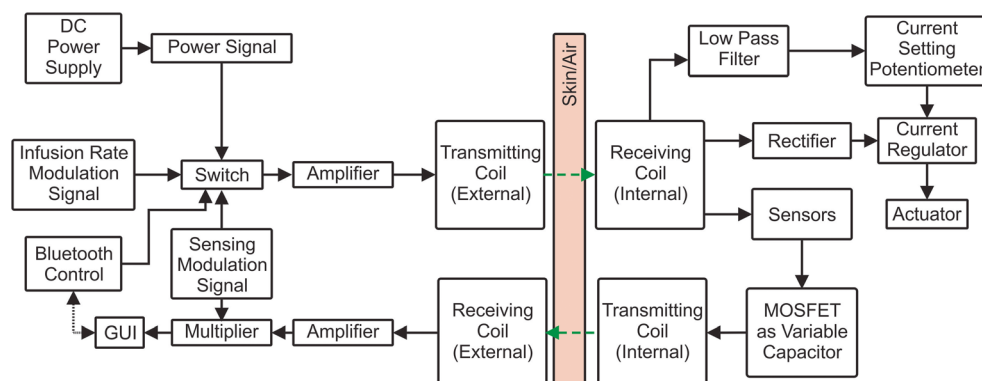 DC
Power
Supply
Power Signal
Infusion Rate
Modulation
Signal
Switch
Amplifier
Transmitting
Coil
(External)
Bluetooth
Control
Sensing
Modulation
Signal
GUI
Multiplier
Amplifier
Receiving
Coil
(External)
Skin/Air
Low Pass
Filter
Current
Setting
Potentiometer
Receiving
Coil
(Internal)
Rectifier
Current
Regulator
Sensors
Actuator
Transmitting
Coil
(Internal)
MOSFET
as Variable
Capacitor